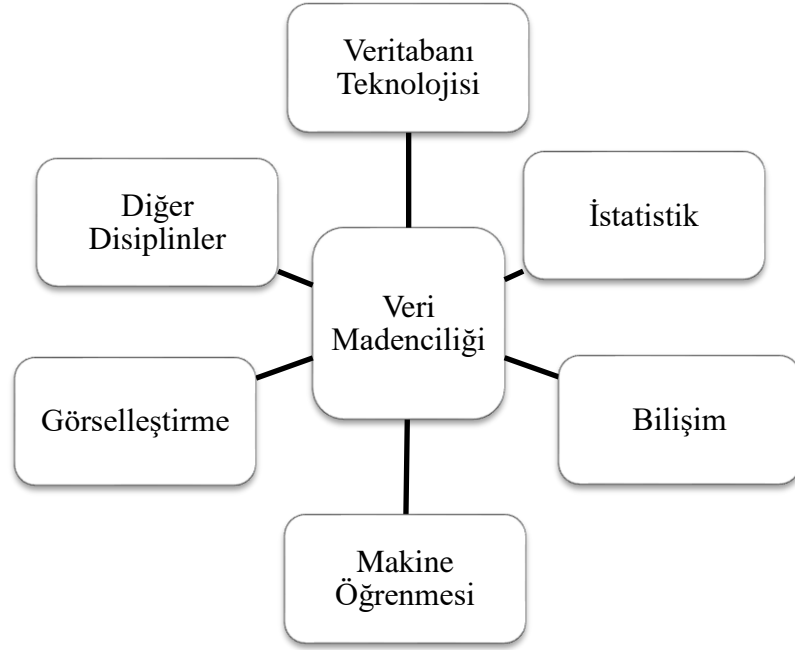 Veritabanı
Teknolojisi
Diğer
Disiplinler
İstatistik
Veri
Madenciliği
Görselleştirme
Bilişim
Makine
Öğrenmesi